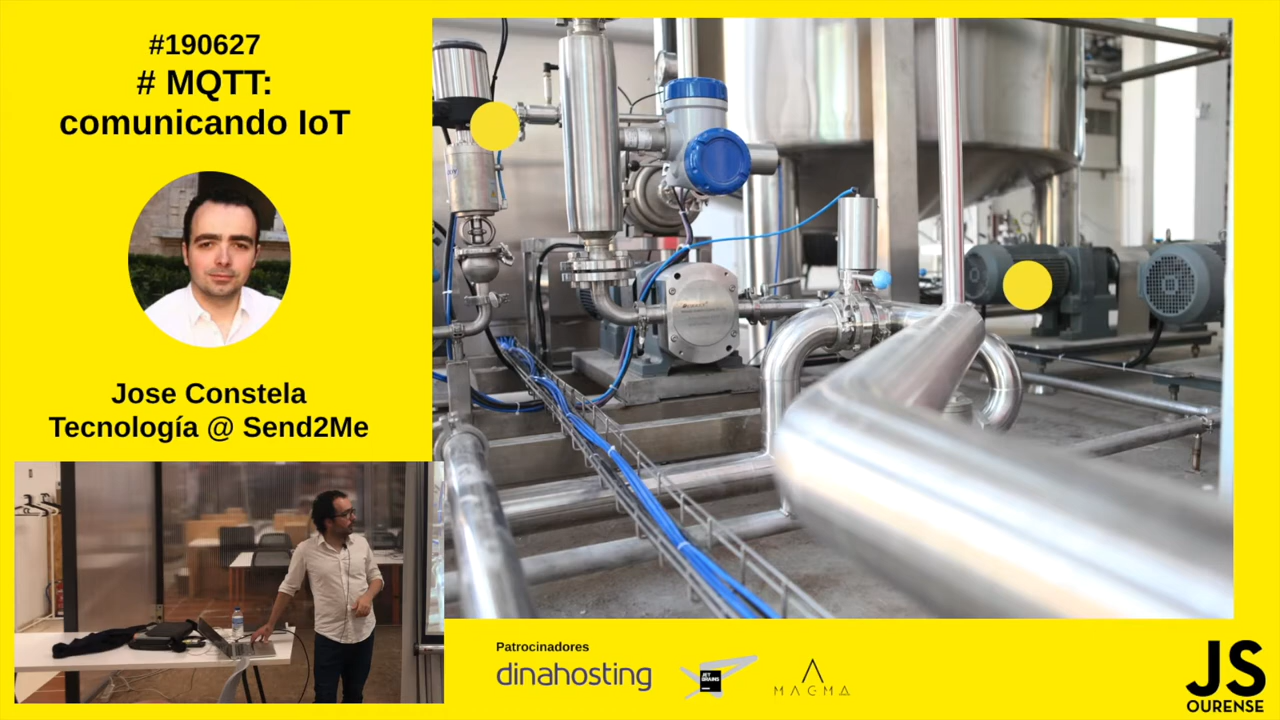 #190627
# MQTT:
comunicando IoT
Jose Constela
Tecnología @ Send2Me
Patrocinadores
dinahosting
JET
BRAINS
MAGMA
JS
OURENSE